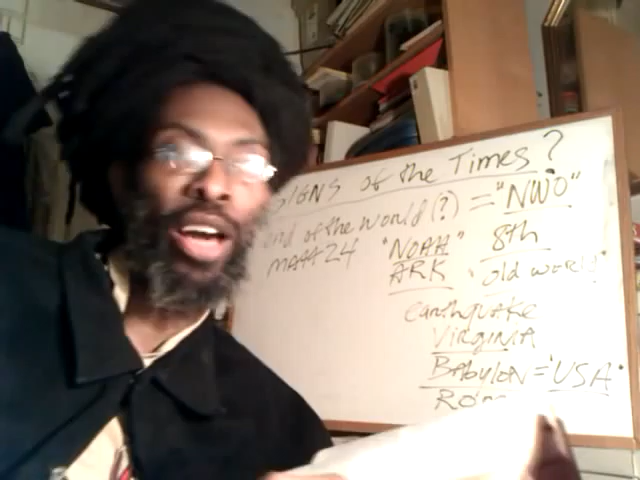 SIGNS of the Times?
end of the world(?) = "NWO"
MATT 24 "NOAH" 8th
ARK "old world"
earthquake
VirginiA
BAbylon = "USA"